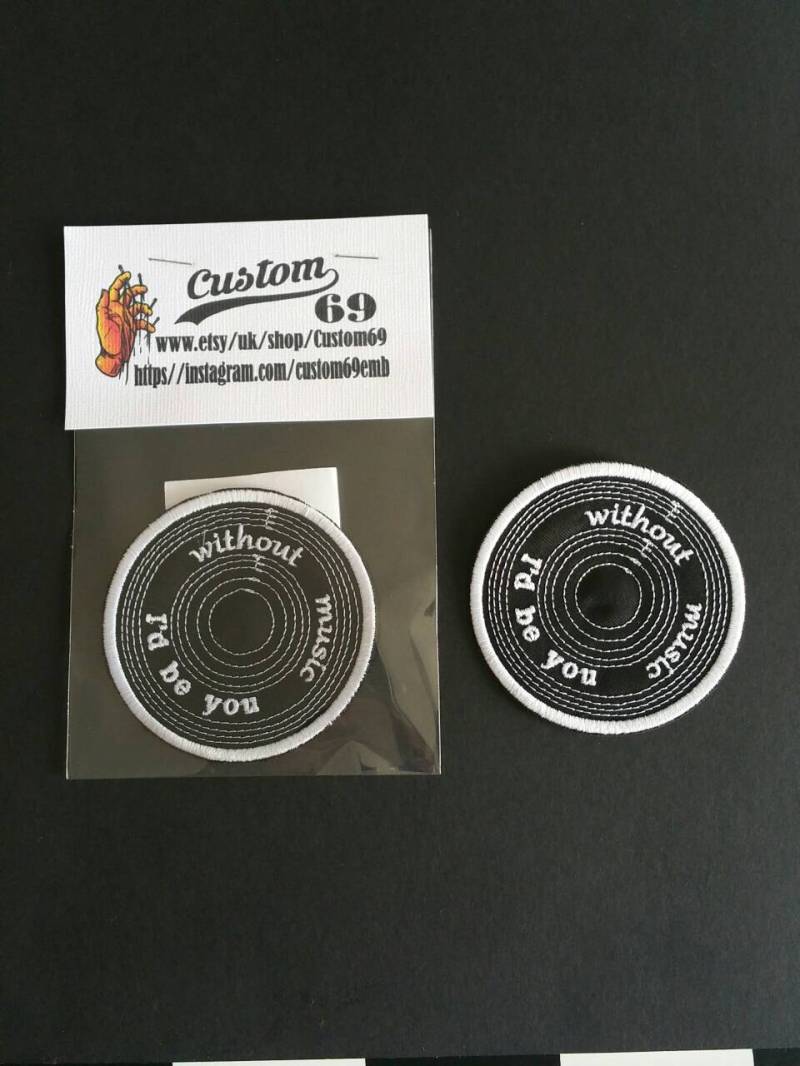 Custom
69
www.etsy/uk/shop/Custom69
https//instagram.com/custom69emb
without
music
I'd be you
without
music
I'd be you